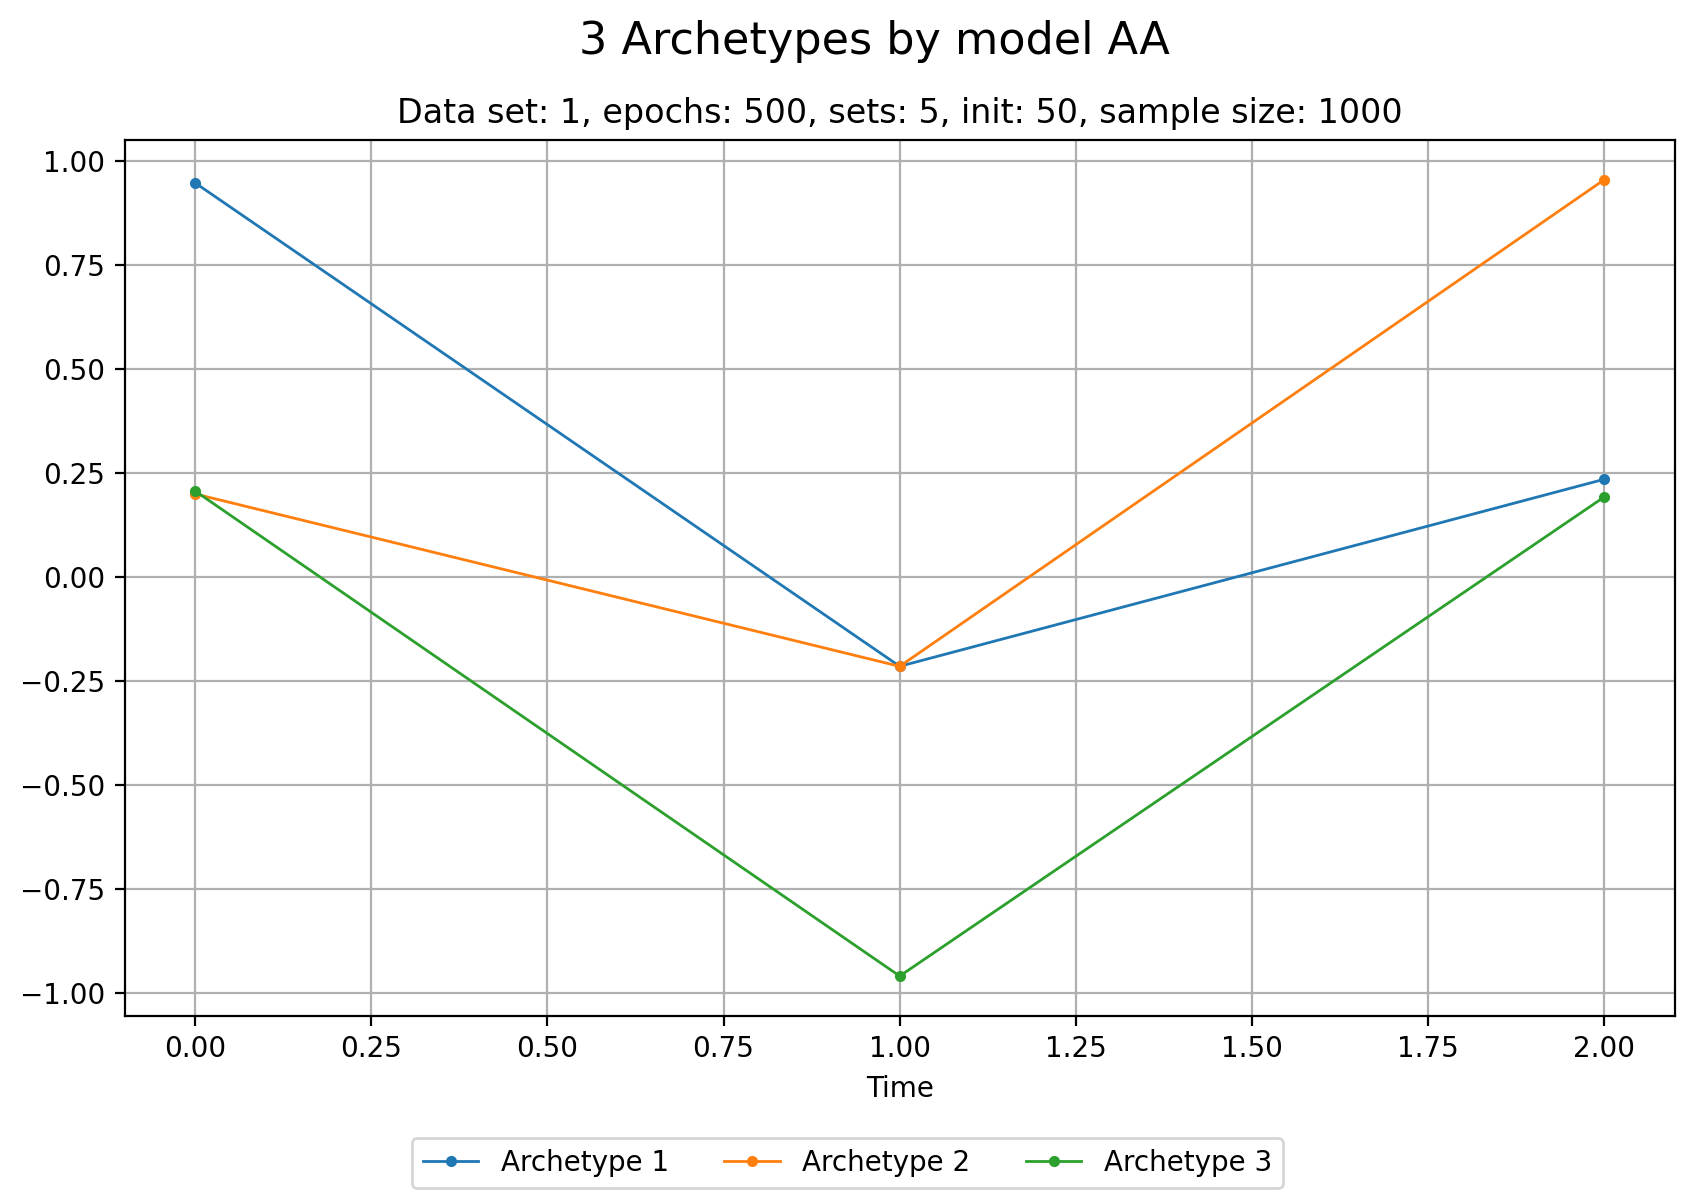 3 Archetypes by model AA
Data set: 1, epochs: 500, sets: 5, init: 50, sample size: 1000
1.00
0.75
0.50
0.25
0.00
−0.25
−0.50
−0.75
−1.00
0.00 0.25 0.50 0.75 1.00 1.25 1.50 1.75 2.00
Time
Archetype 1 Archetype 2 Archetype 3